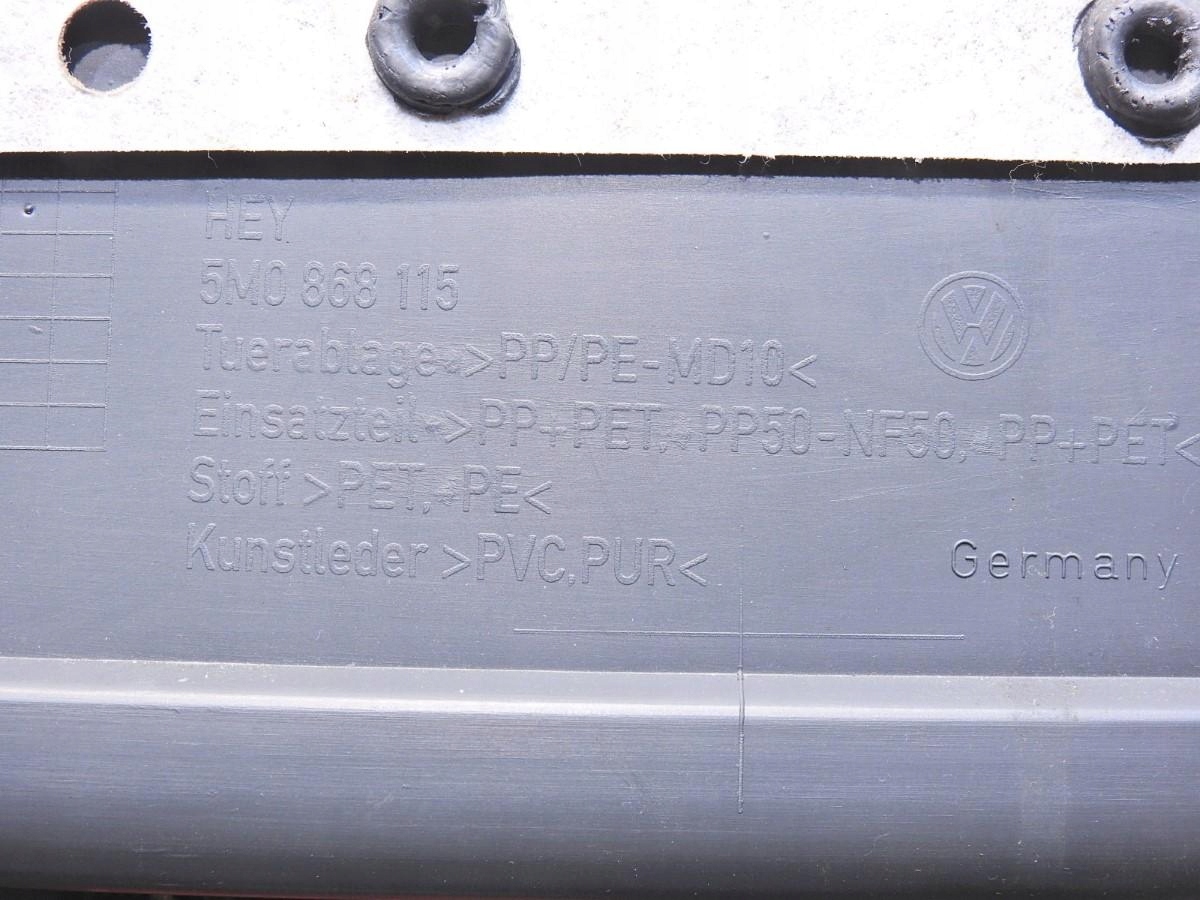 HEY
5M0 868 115
Tuerablage >PP/PE-MD10<
Einsatzteil >PP+PET, PP50-NF50, PP+PET<
Stoff >PET, PE<
Kunstleder >PVC,PUR<
VW
Germany